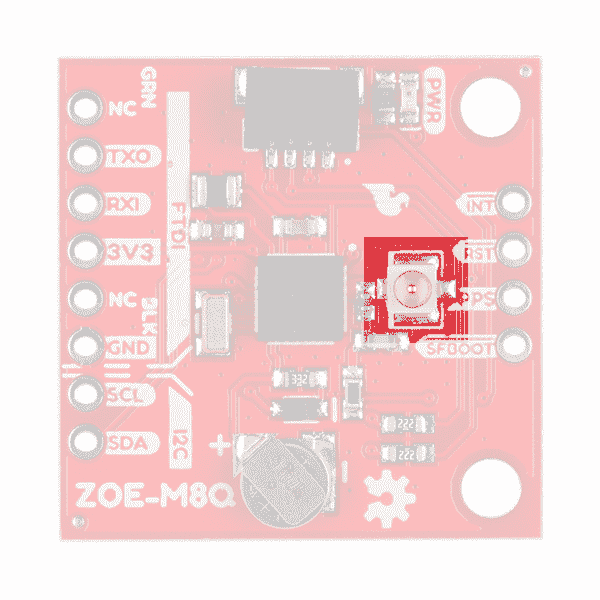 GRN
NC
TXO
RXI
3V3
NC
BLK
GND
SCL
SDA
FTDI
I2C
PWR
INT
RST
PPS
SFBOOT
332
222
222
+
ZOE-M8Q